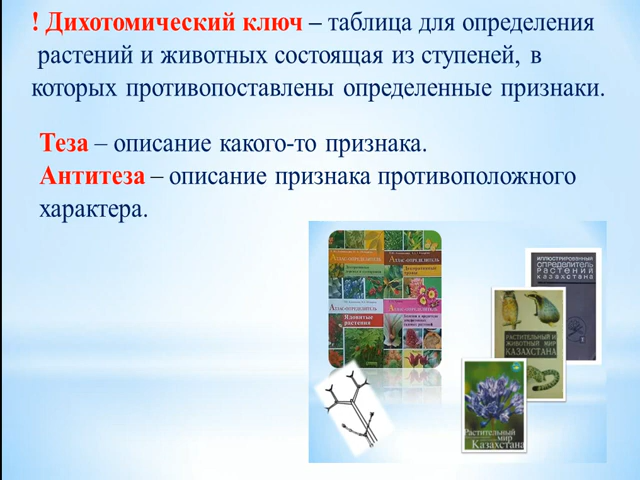 ! Дихотомический ключ – таблица для определения
растений и животных состоящая из ступеней, в
которых противопоставлены определенные признаки.
Теза – описание какого-то признака.
Антитеза – описание признака противоположного
характера.
АТЛАС-ОПРЕДЕЛИТЕЛЬ
АТЛАС-ОПРЕДЕЛИТЕЛЬ
АТЛАС-ОПРЕДЕЛИТЕЛЬ
Ядовитые
растения
АТЛАС-ОПРЕДЕЛИТЕЛЬ
ИЛЛЮСТРИРОВАННЫЙ
ОПРЕДЕЛИТЕЛЬ
РАСТЕНИЙ
КАЗАХСТАНА
РАСТИТЕЛЬНЫЙ И
ЖИВОТНЫЙ МИР
КАЗАХСТАНА
Растительный
мир
Казахстана